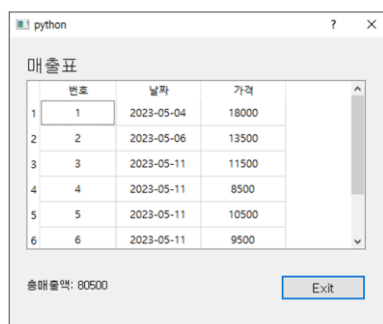 python ? ×
매출표
번호 날짜 가격
1 1 2023-05-04 18000
2 2 2023-05-06 13500
3 3 2023-05-11 11500
4 4 2023-05-11 8500
5 5 2023-05-11 10500
6 6 2023-05-11 9500
총매출액: 80500
Exit